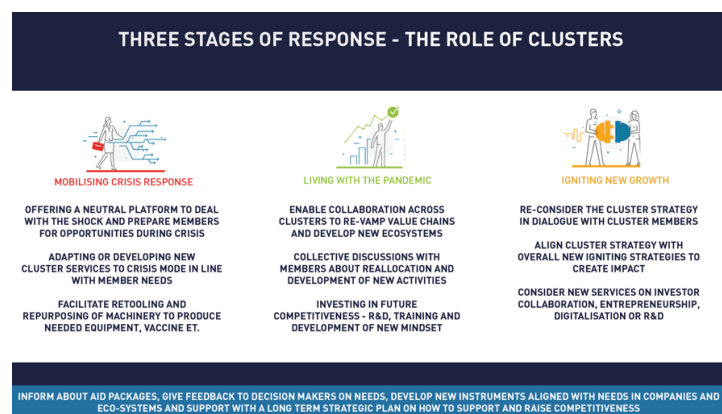 THREE STAGES OF RESPONSE - THE ROLE OF CLUSTERS
MOBILISING CRISIS RESPONSE
OFFERING A NEUTRAL PLATFORM TO DEAL
WITH THE SHOCK AND PREPARE MEMBERS
FOR OPPORTUNITIES DURING CRISIS
ADAPTING OR DEVELOPING NEW
CLUSTER SERVICES TO CRISIS MODE IN LINE
WITH MEMBER NEEDS
FACILITATE RETOOLING AND
REPURPOSING OF MACHINERY TO PRODUCE
NEEDED EQUIPMENT, VACCINE ET.
LIVING WITH THE PANDEMIC
ENABLE COLLABORATION ACROSS
CLUSTERS TO RE-VAMP VALUE CHAINS
AND DEVELOP NEW ECOSYSTEMS
COLLECTIVE DISCUSSIONS WITH
MEMBERS ABOUT REALLOCATION AND
DEVELOPMENT OF NEW ACTIVITIES
INVESTING IN FUTURE
COMPETITIVENESS - R&D, TRAINING AND
DEVELOPMENT OF NEW MINDSET
IGNITING NEW GROWTH
RE-CONSIDER THE CLUSTER STRATEGY
IN DIALOGUE WITH CLUSTER MEMBERS
ALIGN CLUSTER STRATEGY WITH
OVERALL NEW IGNITING STRATEGIES TO
CREATE IMPACT
CONSIDER NEW SERVICES ON INVESTOR
COLLABORATION, ENTREPRENEURSHIP,
DIGITALISATION OR R&D
INFORM ABOUT AID PACKAGES, GIVE FEEDBACK TO DECISION MAKERS ON NEEDS, DEVELOP NEW INSTRUMENTS ALIGNED WITH NEEDS IN COMPANIES AND
ECO-SYSTEMS AND SUPPORT WITH A LONG TERM STRATEGIC PLAN ON HOW TO SUPPORT AND RAISE COMPETITIVENESS